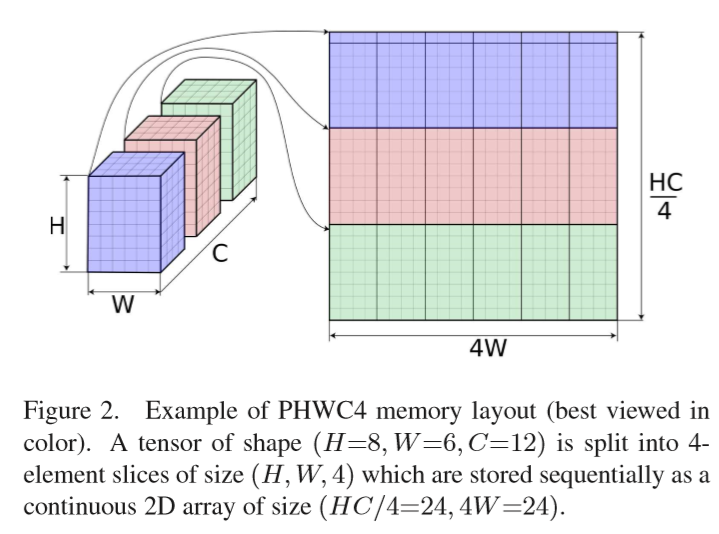 H
W
C
HC
4
4W
Figure 2. Example of PHWC4 memory layout (best viewed in
color). A tensor of shape (H=8, W=6, C=12) is split into 4-
element slices of size (H, W, 4) which are stored sequentially as a
continuous 2D array of size (HC/4=24, 4W=24).